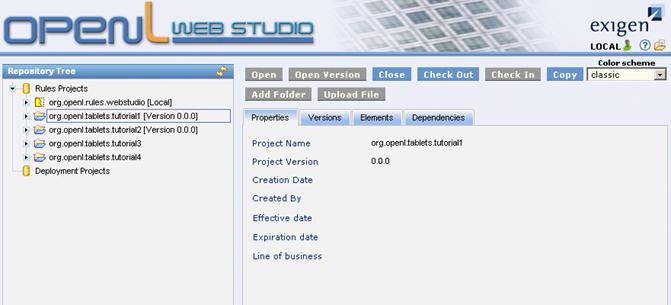 OPENL WEB STUDIO
exigen
LOCAL
Repository Tree
Rules Projects
org.openl.rules.webstudio [Local]
org.openl.tablets.tutorial1 [Version 0.0.0]
org.openl.tablets.tutorial2 [Version 0.0.0]
org.openl.tablets.tutorial3
org.openl.tablets.tutorial4
Deployment Projects
Color scheme
Open Open Version Close Check Out Check In Copy classic
Add Folder Upload File
Properties Versions Elements Dependencies
Project Name org.openl.tablets.tutorial1
Project Version 0.0.0
Creation Date
Created By
Effective date
Expiration date
Line of business